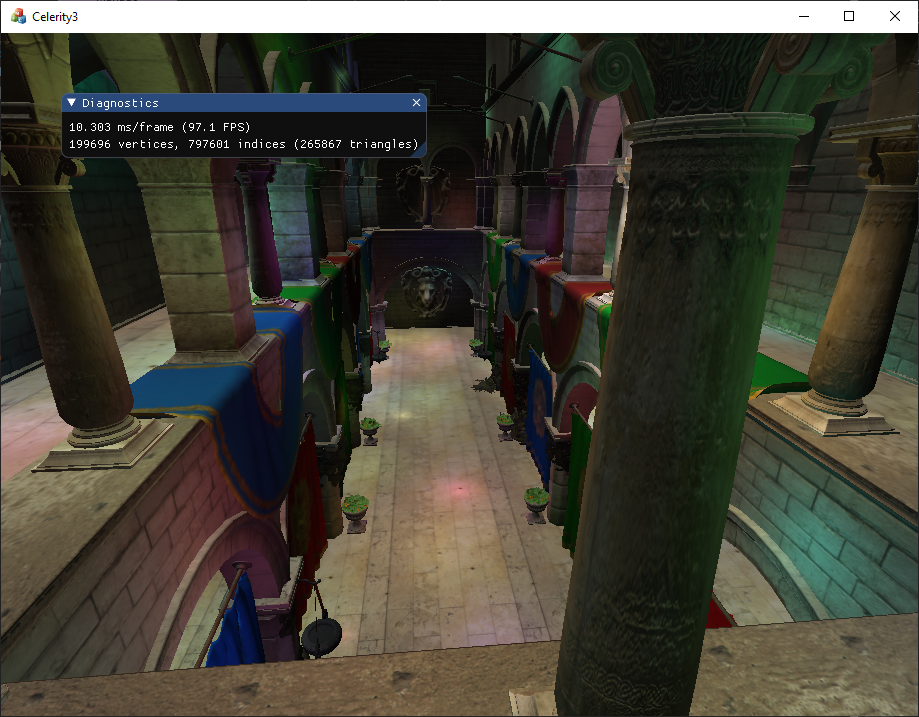 Celerity3
Diagnostics
10.303 ms/frame (97.1 FPS)
199696 vertices, 797601 indices (265867 triangles)